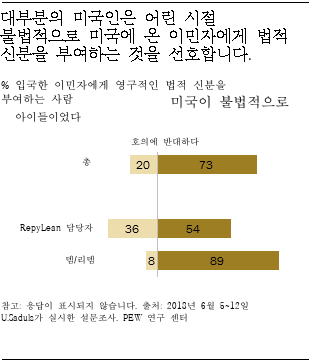 대부분의 미국인은 어린 시절
불법적으로 미국에 온 이민자에게 법적
신분을 부여하는 것을 선호합니다.
% 입국한 이민자에게 영구적인 법적 신분을
부여하는 사람
미국이 불법적으로
아이들이었다
호의에 반대하다
총
20
73
RepyLean 담당자
36
54
뎀/리뎀
8
89
참고: 응답이 표시되지 않습니다. 출처: 2018년 6월 5~12일
U.Sadults가 실시한 설문조사. PEW 연구 센터